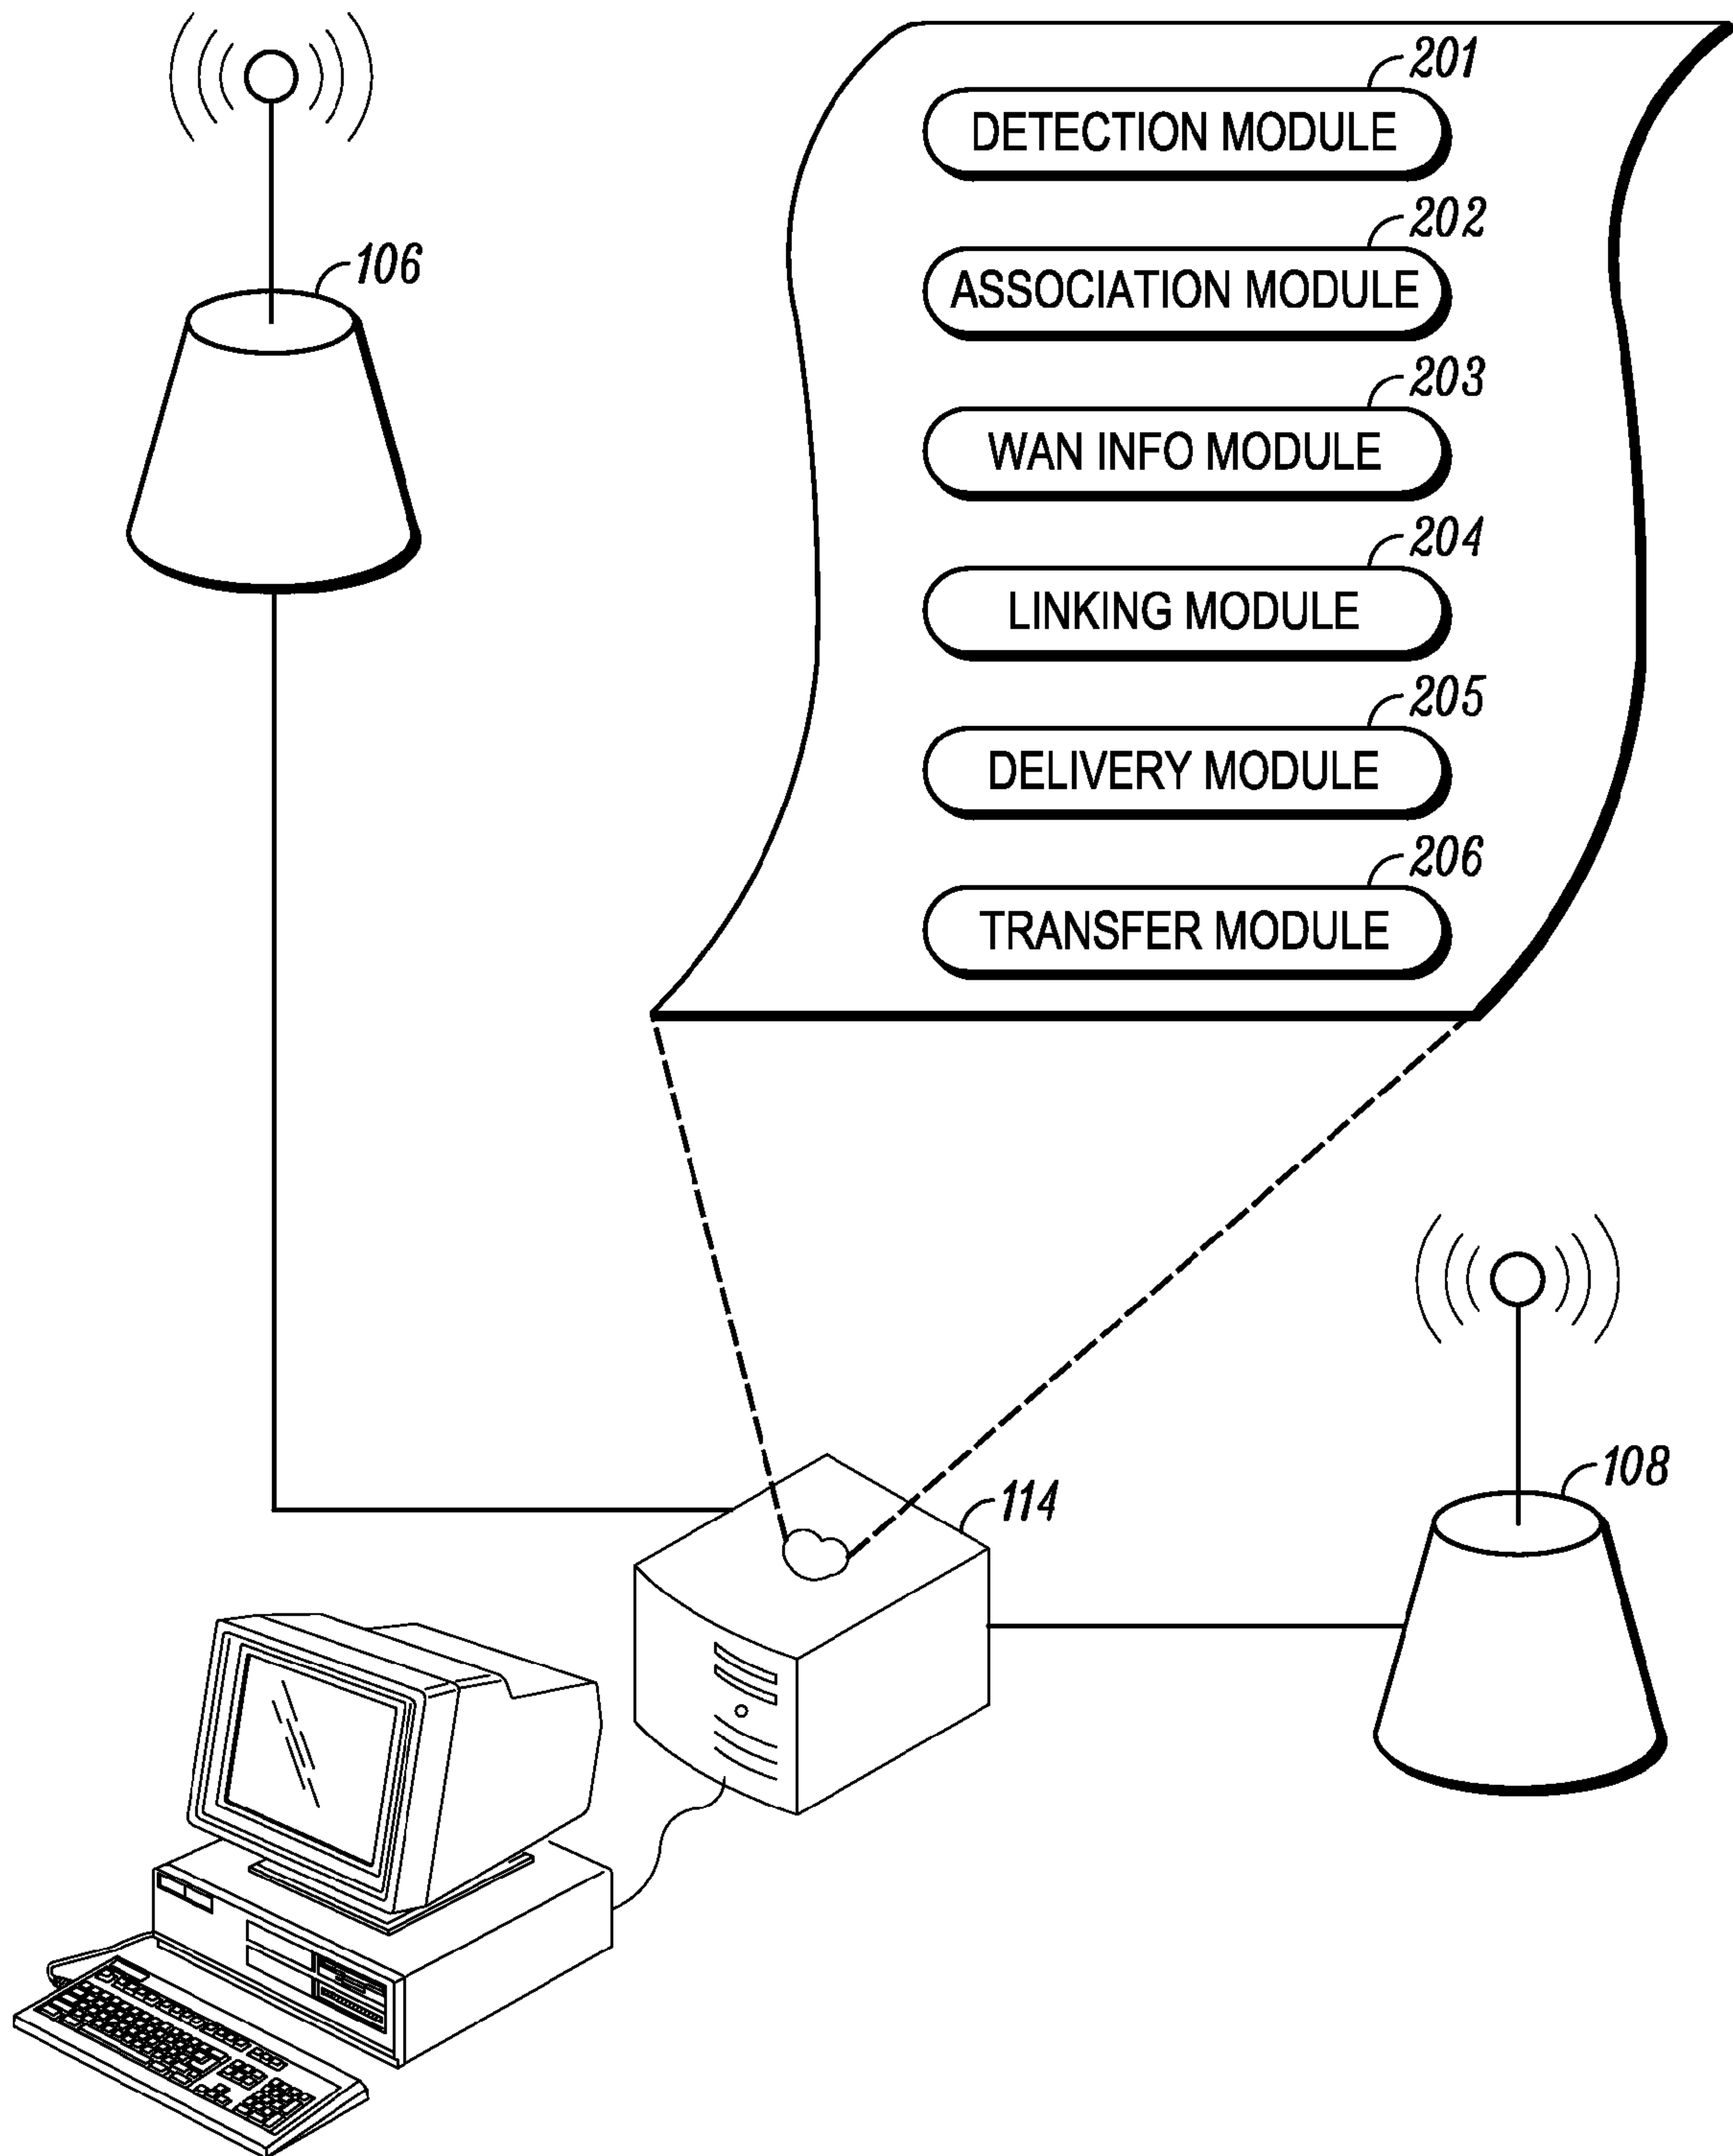 201
DETECTION MODULE
202
ASSOCIATION MODULE
203
WAN INFO MODULE
204
LINKING MODULE
205
DELIVERY MODULE
206
TRANSFER MODULE
106
108
114